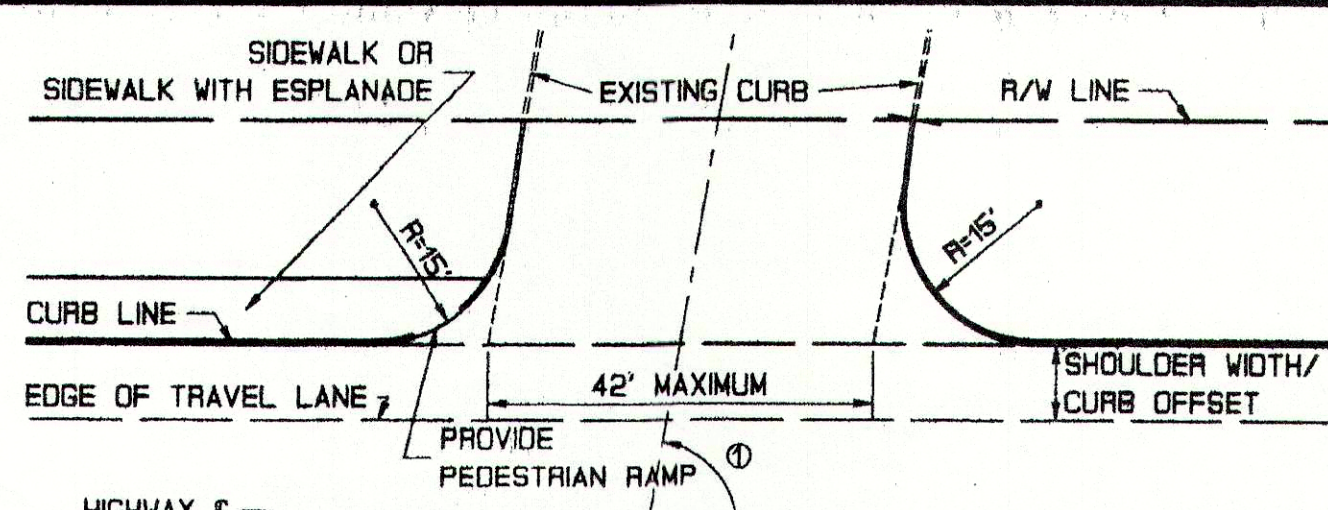 SIDEWALK OR
SIDEWALK WITH ESPLANADE
EXISTING CURB
R/W LINE
R=15'
R=15'
CURB LINE
EDGE OF TRAVEL LANE
42' MAXIMUM
SHOULDER WIDTH/
CURB OFFSET
PROVIDE
PEDESTRIAN RAMP
①
HIGHWAY ℄